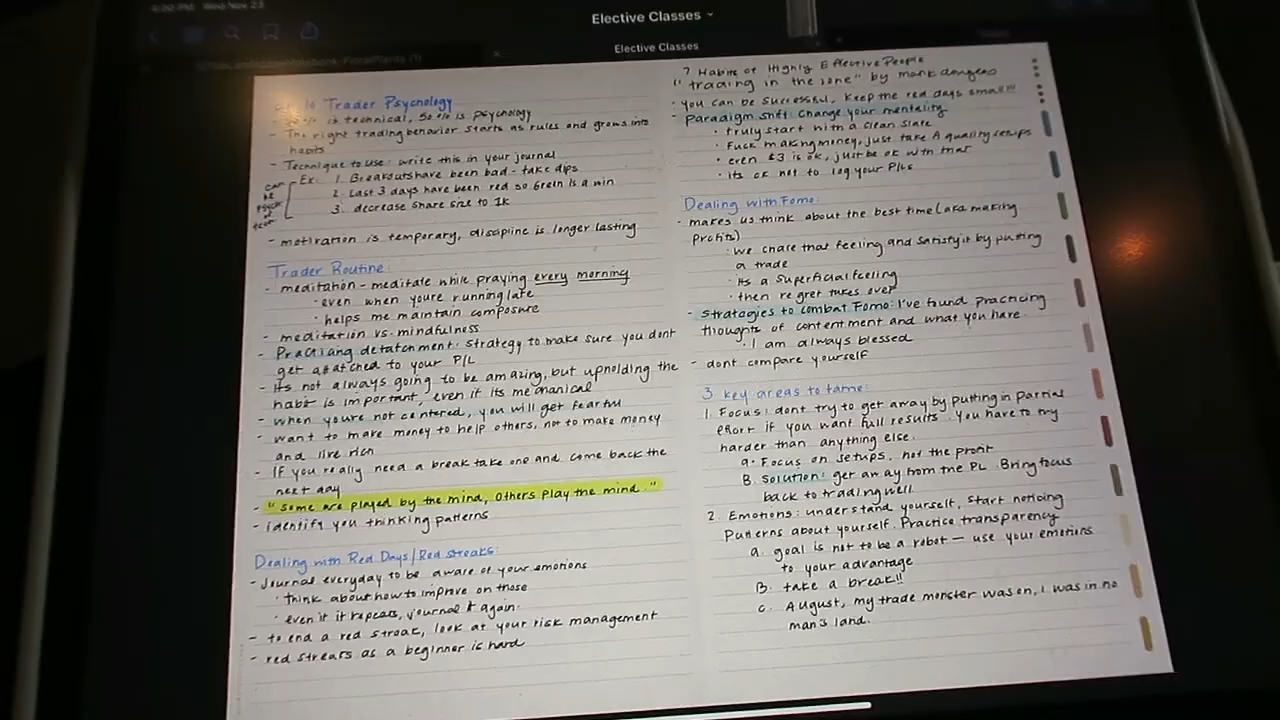 Wed Nov 23
Elective Classes
Elective Classes
Trader Psychology
is technical, 50% is psychology
- The right trading behavior starts as rules and grows into
habits
- Technique to use: write this in your journal
Ex: 1. Breakouts have been bad - take dips
2. Last 3 days have been red so green is a win
3. decrease share size to 1K
can
be
psych
or
- motivation is temporary, discipline is longer lasting
Trader Routine:
- meditation - meditate while praying every morning
· even when youre running late
· helps me maintain composure
- meditation vs. mindfulness
- Practicing detatchment: strategy to make sure you dont
get attatched to your P/L
- its not always going to be amazing, but upholding the
habit is important, even it its mechanical
- when youre not centered, you will get fearful
- want to make money to help others, not to make money
and live rich
- If you really need a break take one and come back the
next day
- "some are played by the mind, Others play the mind."
- identify you thinking patterns
Dealing with Red Days/Red streaks:
- Journal everyday to be aware of your emotions
· think about how to improve on those
· even it it repeats, journal it again.
- to end a red streak, look at your risk management
- red streaks as a beginner is hard
7 Habits of Highly Effective People
"trading in the zone" by mark
- you can be successful, keep the red days small!!!
- Paradigm shift: change your mentality
· truly start with a clean slate
· Fuck making money, just take A quality setups
· even $3 is ok, just be ok with that
· its ok not to log your P/Ls
Dealing with Fomo:
- makes us think about the best time (aka making
profits)
· we chase that feeling and satisfy it by putting
a trade
· its a superficial feeling
· then regret takes over
- Strategies to combat Fomo: I've found practicing
thoughts of contentment and what you have.
· I am always blessed
- dont compare yourself
3 key areas to tame:
1. Focus: dont try to get away by putting in partial
effort if you want full results. you have to try
harder than anything else.
a. Focus on setups, not the profit
B. Solution: get away from the PL. Bring focus
back to trading well.
2. Emotions: understand yourself, start noticing
patterns about yourself. Practice transparency
a. goal is not to be a robot — use your emotions
to your advantage
B. take a break!!
c. August, my trade monster was on, I was in no
man's land.